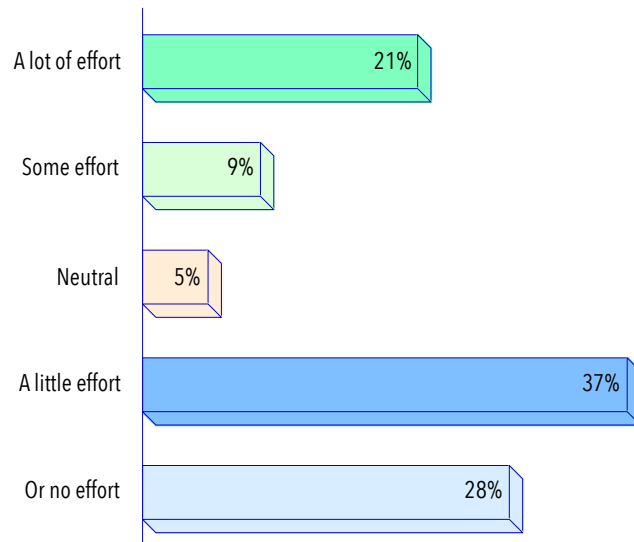 A lot of effort 21%
Some effort 9%
Neutral 5%
A little effort 37%
Or no effort 28%